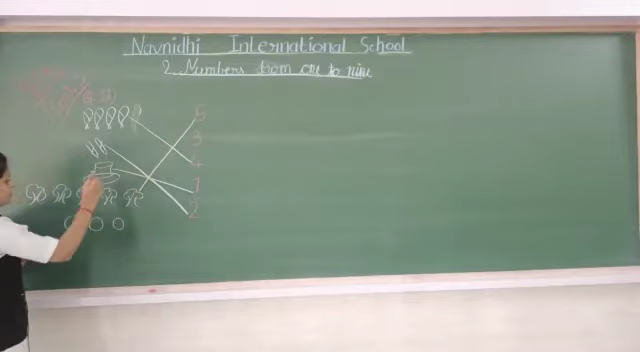 Navnidhi International School
2. Numbers from one to nine
5
3
4
1
2